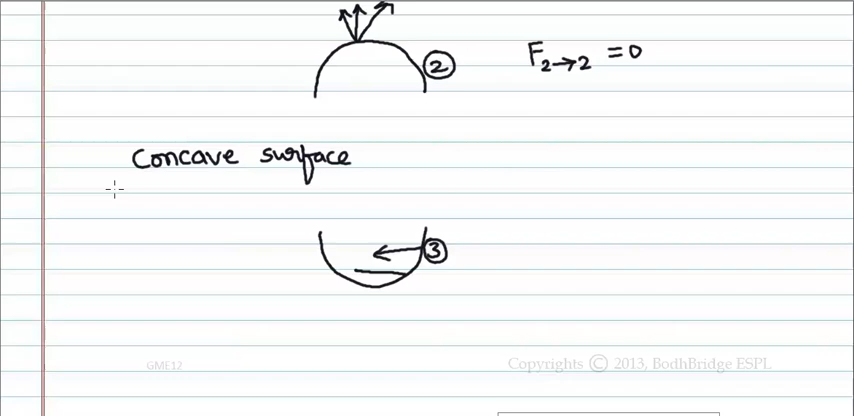 ②
F₂→₂ = 0
Concave surface
③
GME12
Copyrights © 2013, BodhBridge ESPL